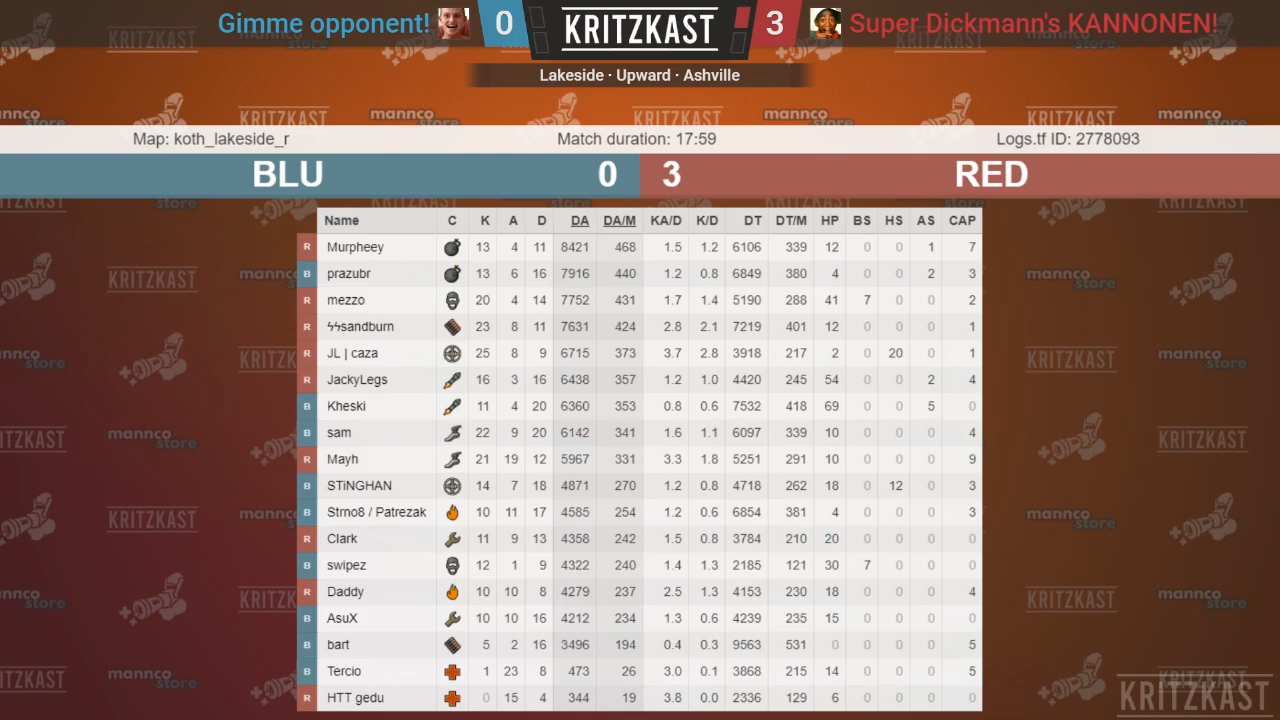 Gimme opponent! 0 KRITZKAST 3 Super Dickmann's KANNONEN!
Lakeside · Upward · Ashville
Map: koth_lakeside_r Match duration: 17:59 Logs.tf ID: 2778093
BLU 0 3 RED
Name C K A D DA DA/M KA/D K/D DT DT/M HP BS HS AS CAP
R Murpheey 13 4 11 8421 468 1.5 1.2 6106 339 12 0 0 1 7
B prazubr 13 6 16 7916 440 1.2 0.8 6849 380 4 0 0 2 3
R mezzo 20 4 14 7752 431 1.7 1.4 5190 288 41 7 0 0 2
R ϟϟsandburn 23 8 11 7631 424 2.8 2.1 7219 401 12 0 0 0 1
R JL | caza 25 8 9 6715 373 3.7 2.8 3918 217 2 0 20 0 1
R JackyLegs 16 3 16 6438 357 1.2 1.0 4420 245 54 0 0 2 4
B Kheski 11 4 20 6360 353 0.8 0.6 7532 418 69 0 0 5 0
B sam 22 9 20 6142 341 1.6 1.1 6097 339 10 0 0 0 4
R Mayh 21 19 12 5967 331 3.3 1.8 5251 291 10 0 0 0 9
B STiNGHAN 14 7 18 4871 270 1.2 0.8 4718 262 18 0 12 0 3
B Strno8 / Patrezak 10 11 17 4585 254 1.2 0.6 6854 381 4 0 0 0 3
R Clark 11 9 13 4358 242 1.5 0.8 3784 210 20 0 0 0 0
B swipez 12 1 9 4322 240 1.4 1.3 2185 121 30 7 0 0 0
R Daddy 10 10 8 4279 237 2.5 1.3 4153 230 18 0 0 0 4
B AsuX 10 10 16 4212 234 1.3 0.6 4239 235 15 0 0 0 0
B bart 5 2 16 3496 194 0.4 0.3 9563 531 0 0 0 0 5
B Tercio 1 23 8 473 26 3.0 0.1 3868 215 14 0 0 0 5
R HTT gedu 0 15 4 344 19 3.8 0.0 2336 129 6 0 0 0 0
KRITZKAST